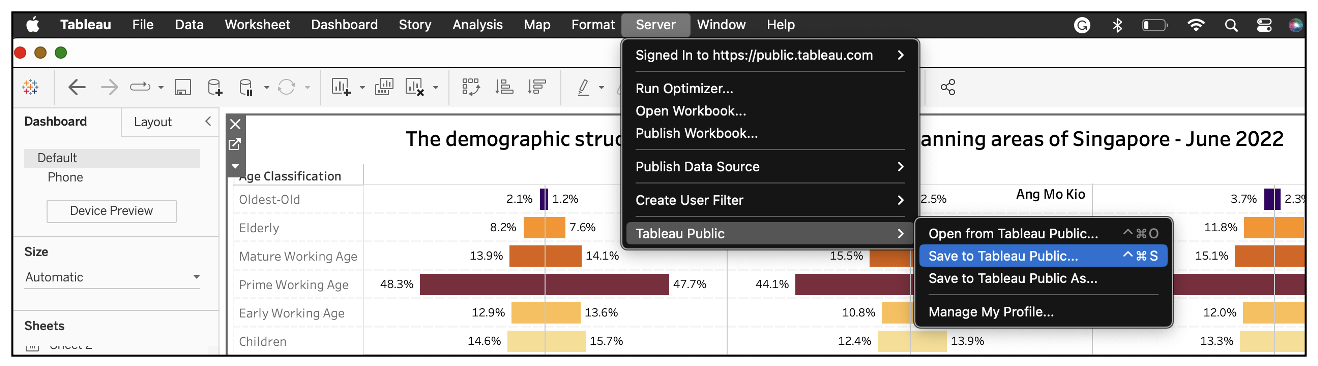 Tableau File Data Worksheet Dashboard Story Analysis Map Format Server Window Help
Signed In to https://public.tableau.com
Run Optimizer...
Open Workbook...
Publish Workbook...
Publish Data Source
Create User Filter
Tableau Public
Open from Tableau Public... ^⌘O
Save to Tableau Public... ^⌘S
Save to Tableau Public As...
Manage My Profile...
Dashboard Layout
Default
Phone
Device Preview
Size
Automatic
Sheets
The demographic struc anning areas of Singapore - June 2022
Age Classification
Ang Mo Kio
Oldest-Old 2.1% 1.2% 2.5% 3.7% 2.3%
Elderly 8.2% 7.6% 11.8%
Mature Working Age 13.9% 14.1% 15.5% 15.1%
Prime Working Age 48.3% 47.7% 44.1%
Early Working Age 12.9% 13.6% 10.8% 12.0%
Children 14.6% 15.7% 12.4% 13.9% 13.3%